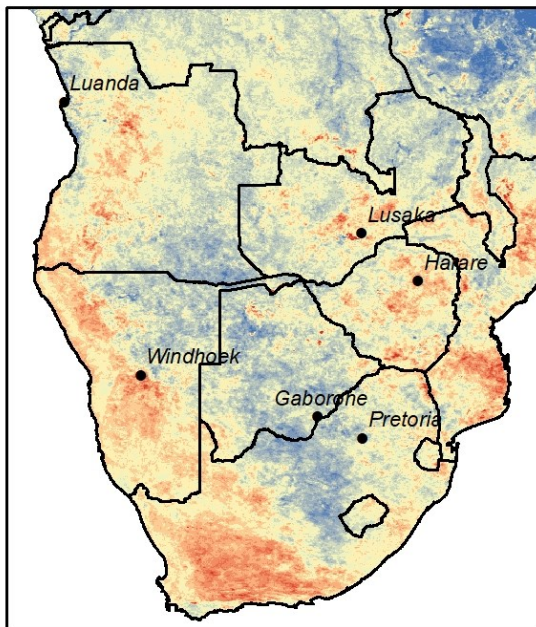 Luanda
Lusaka
Harare
Windhoek
Gaborone
Pretoria